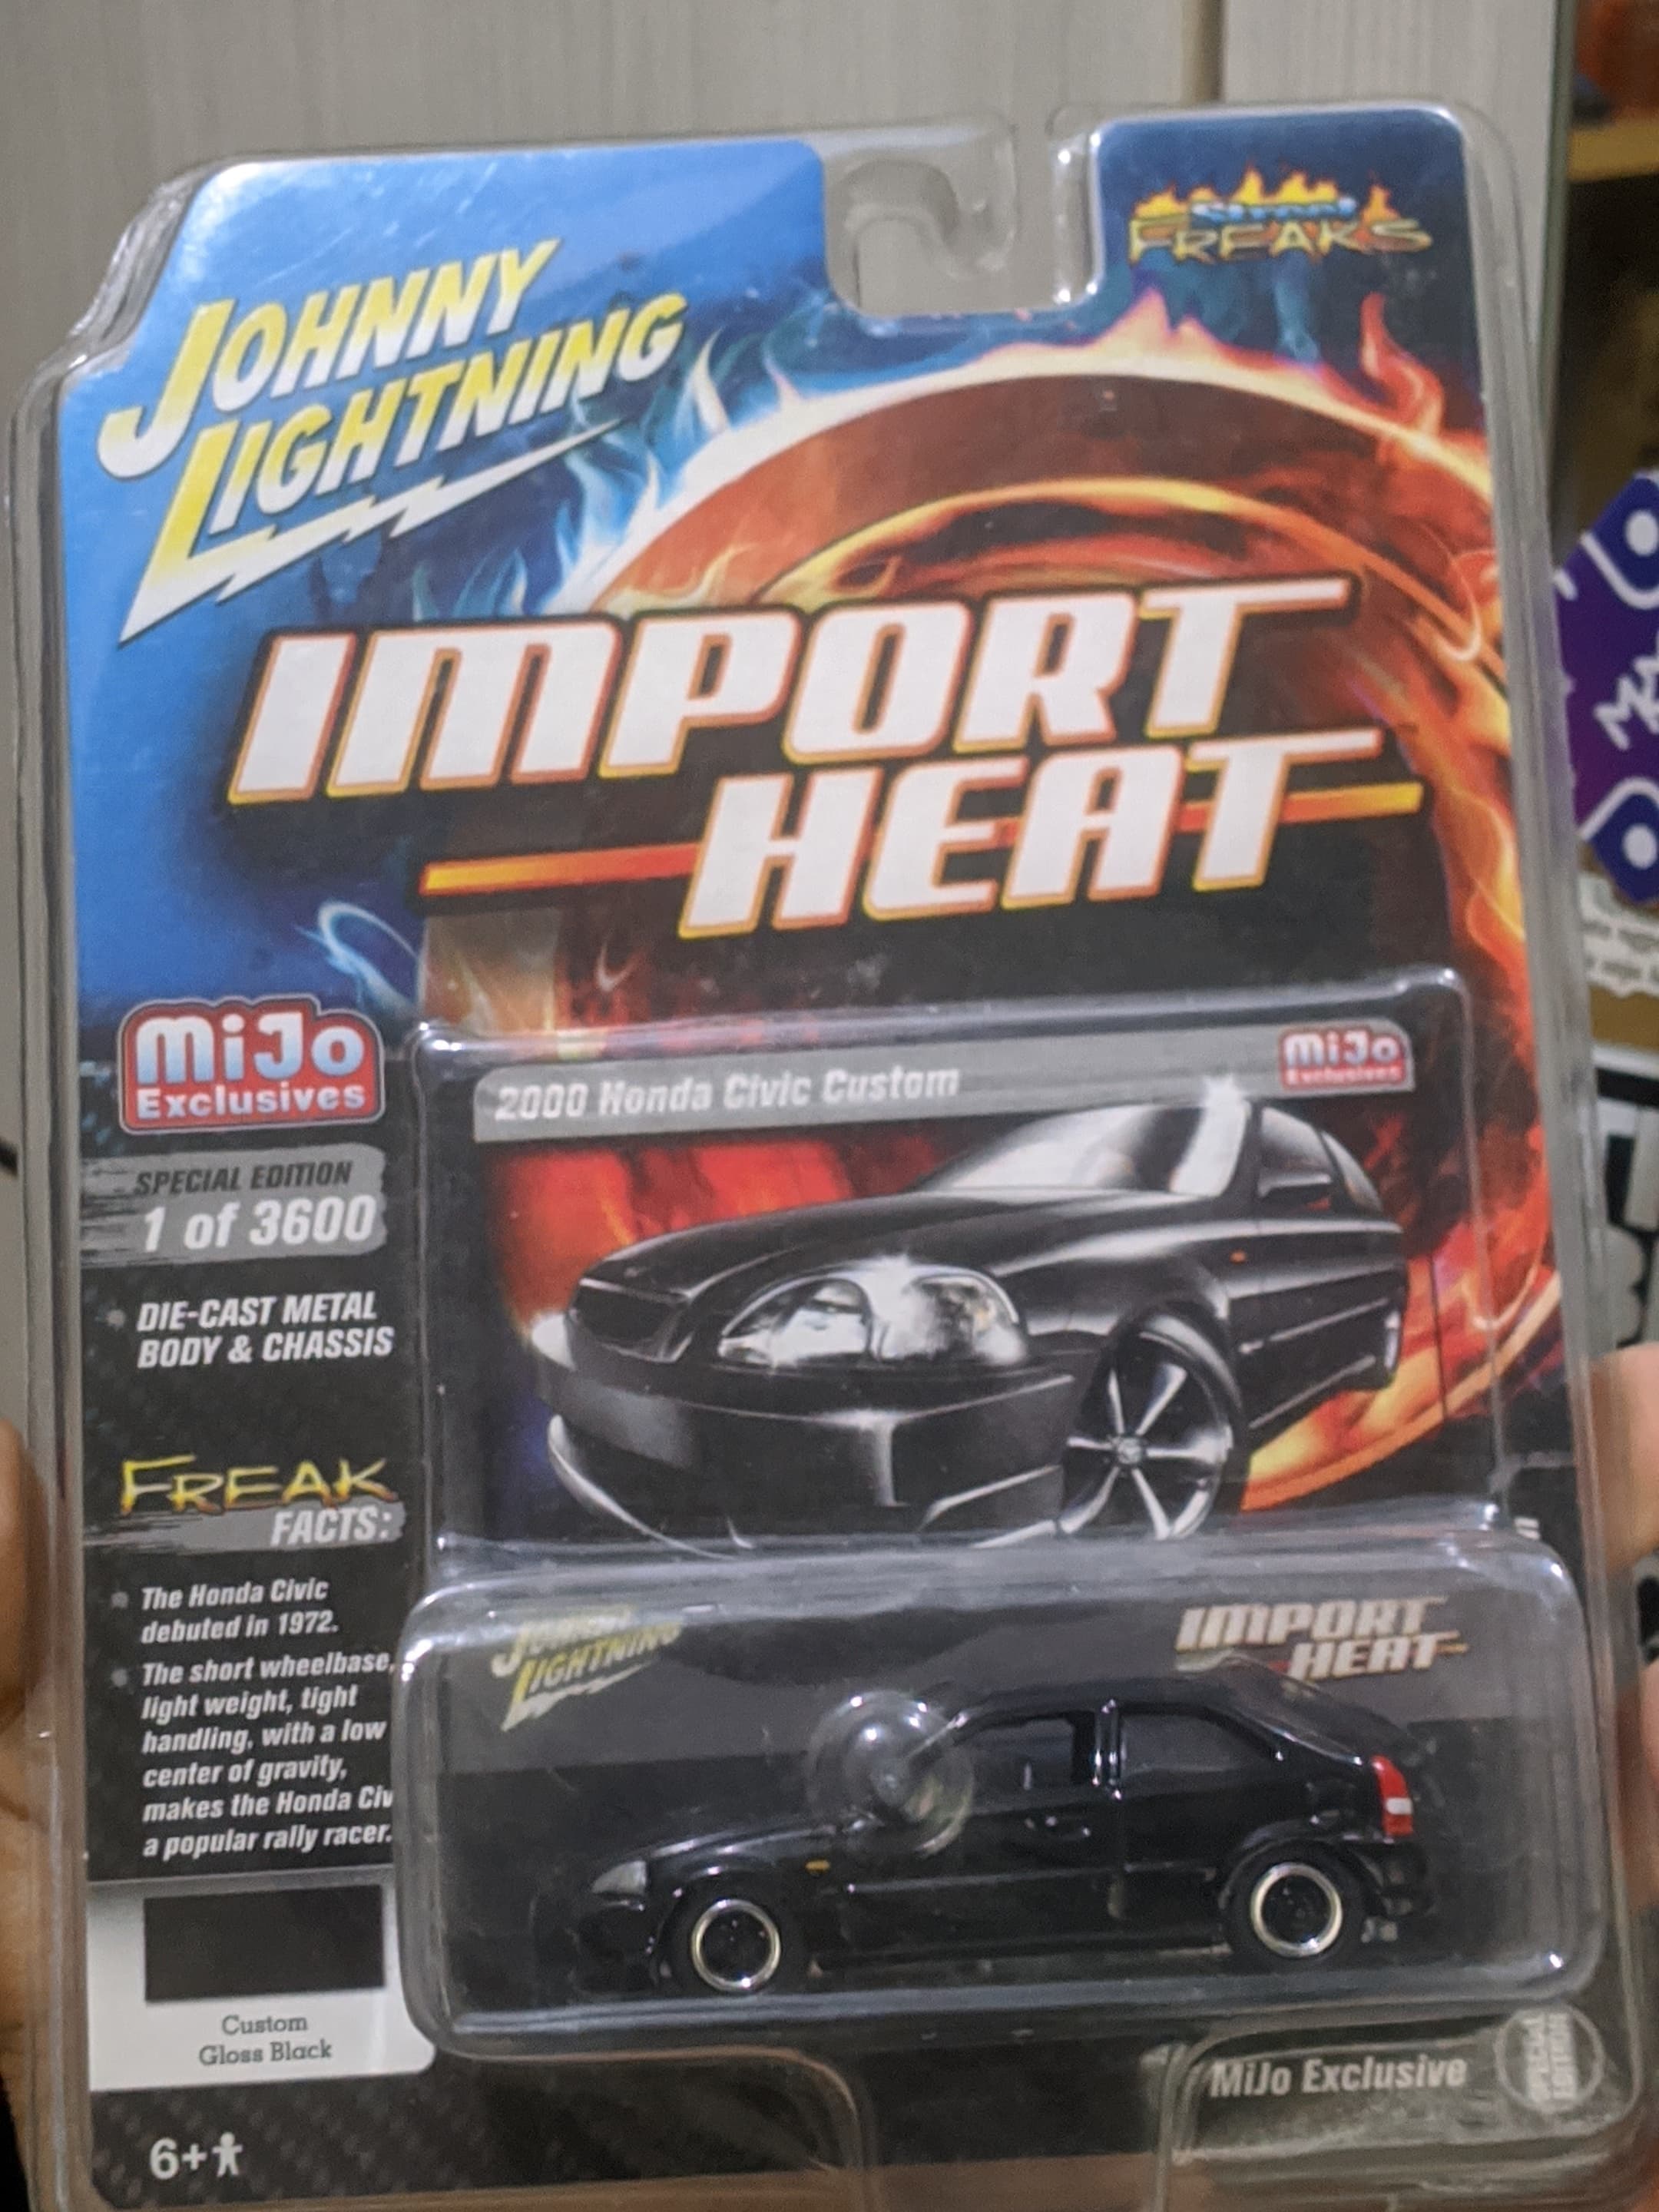 Street
FREAKS
JOHNNY
LIGHTNING
IMPORT
HEAT
MiJo
Exclusives
SPECIAL EDITION
1 of 3600
DIE-CAST METAL
BODY & CHASSIS
FREAK
FACTS:
The Honda Civic
debuted in 1972.
The short wheelbase,
light weight, tight
handling, with a low
center of gravity,
makes the Honda Civ
a popular rally racer.
Custom
Gloss Black
6+
2000 Honda Civic Custom
MiJo
Exclusives
JOHNNY
LIGHTNING
IMPORT
HEAT
MiJo Exclusive
SPECIAL
EDITION